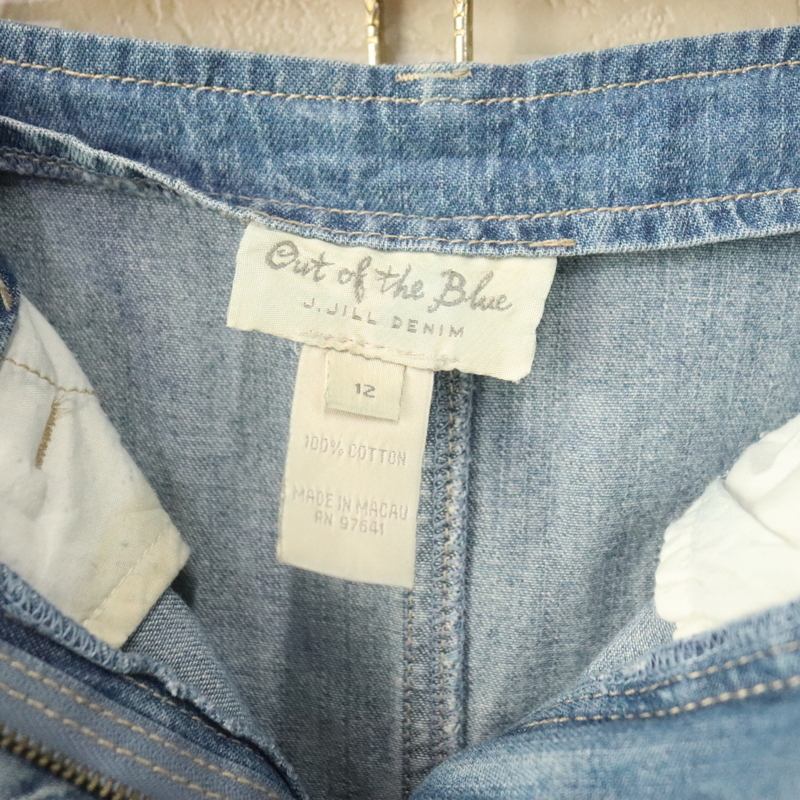 Out of the Blue
J.JILL DENIM
12
100% COTTON
MADE IN MACAU
RN 97641